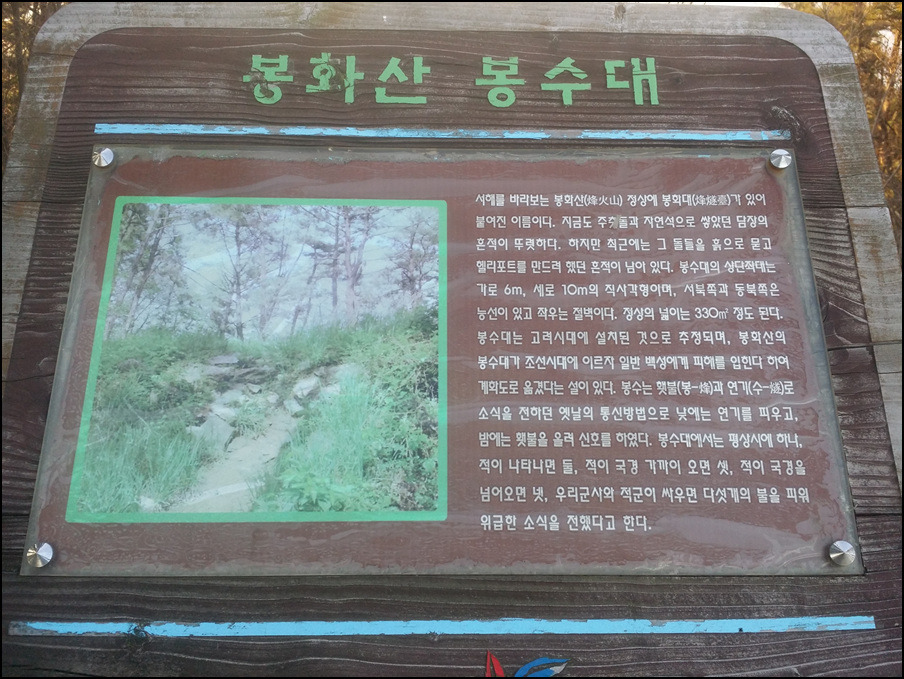 봉화산 봉수대
서해를 바라보는 봉화산(烽火山) 정상에 봉화대(烽燧臺)가 있어
붙어진 이름이다. 지금도 주춧돌과 자연석으로 쌓았던 담장의
흔적이 뚜렷하다. 하지만 최근에는 그 돌들을 흙으로 묻고
헬리포트를 만드려 했던 흔적이 남이 있다. 봉수대의 상단좌대는
가로 6m, 세로 10m의 직사각형이며, 서북쪽과 동북쪽은
능선이 있고 좌우는 절벽이다. 정상의 넓이는 330㎡ 정도 된다.
봉수대는 고려시대에 설치된 것으로 추정되며, 봉화산의
봉수대가 조선시대에 이르자 일반 백성에게 피해를 입힌다 하여
계화도로 옮겼다는 설이 있다. 봉수는 횃불(봉-烽)과 연기(수-燧)로
소식을 전하던 옛날의 통신방법으로 낮에는 연기를 피우고,
밤에는 횃불을 올려 신호를 하였다. 봉수대에서는 평상시에 하나,
적이 나타나면 둘, 적이 국경 가까이 오면 셋, 적이 국경을
넘어오면 넷, 우리군사와 적군이 싸우면 다섯개의 불을 피워
위급한 소식을 전했다고 한다.